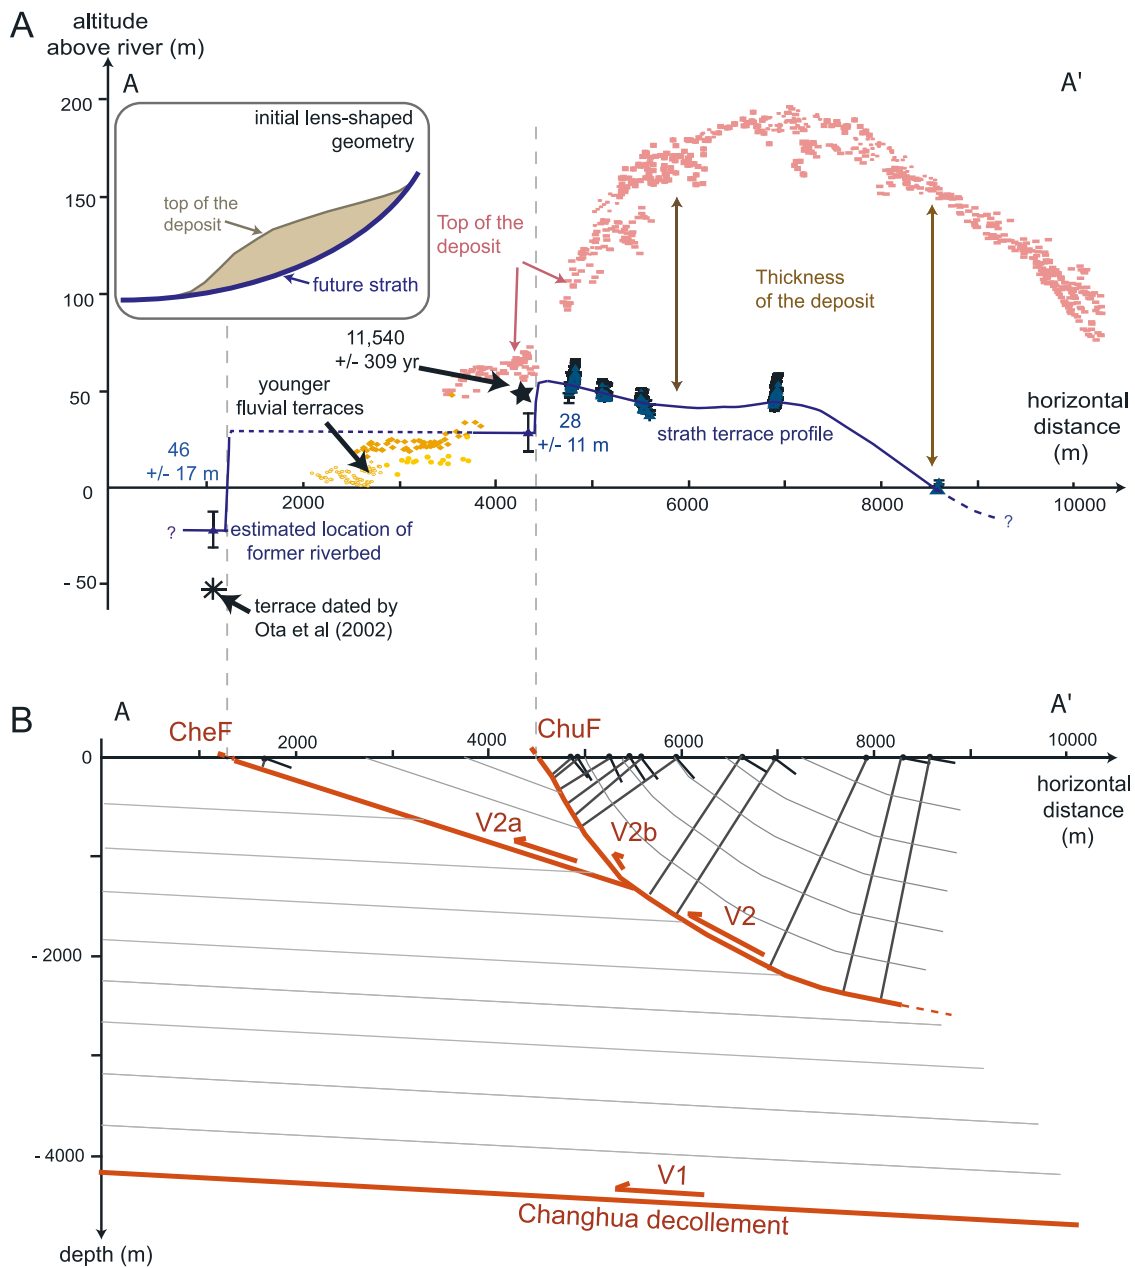 A
altitude
above river (m)
A
A'
200
initial lens-shaped
geometry
top of the
deposit
future strath
150
Top of the
deposit
Thickness
of the deposit
100
11,540
+/- 309 yr
younger
fluvial terraces
50
horizontal
distance
(m)
46
+/- 17 m
28
+/- 11 m
strath terrace profile
0
2000
4000
6000
8000
10000
?
estimated location of
former riverbed
?
- 50
terrace dated by
Ota et al (2002)
B
A
A'
CheF
ChuF
0
2000
4000
6000
8000
10000
horizontal
distance
(m)
V2a
V2b
V2
- 2000
- 4000
V1
Changhua decollement
depth (m)